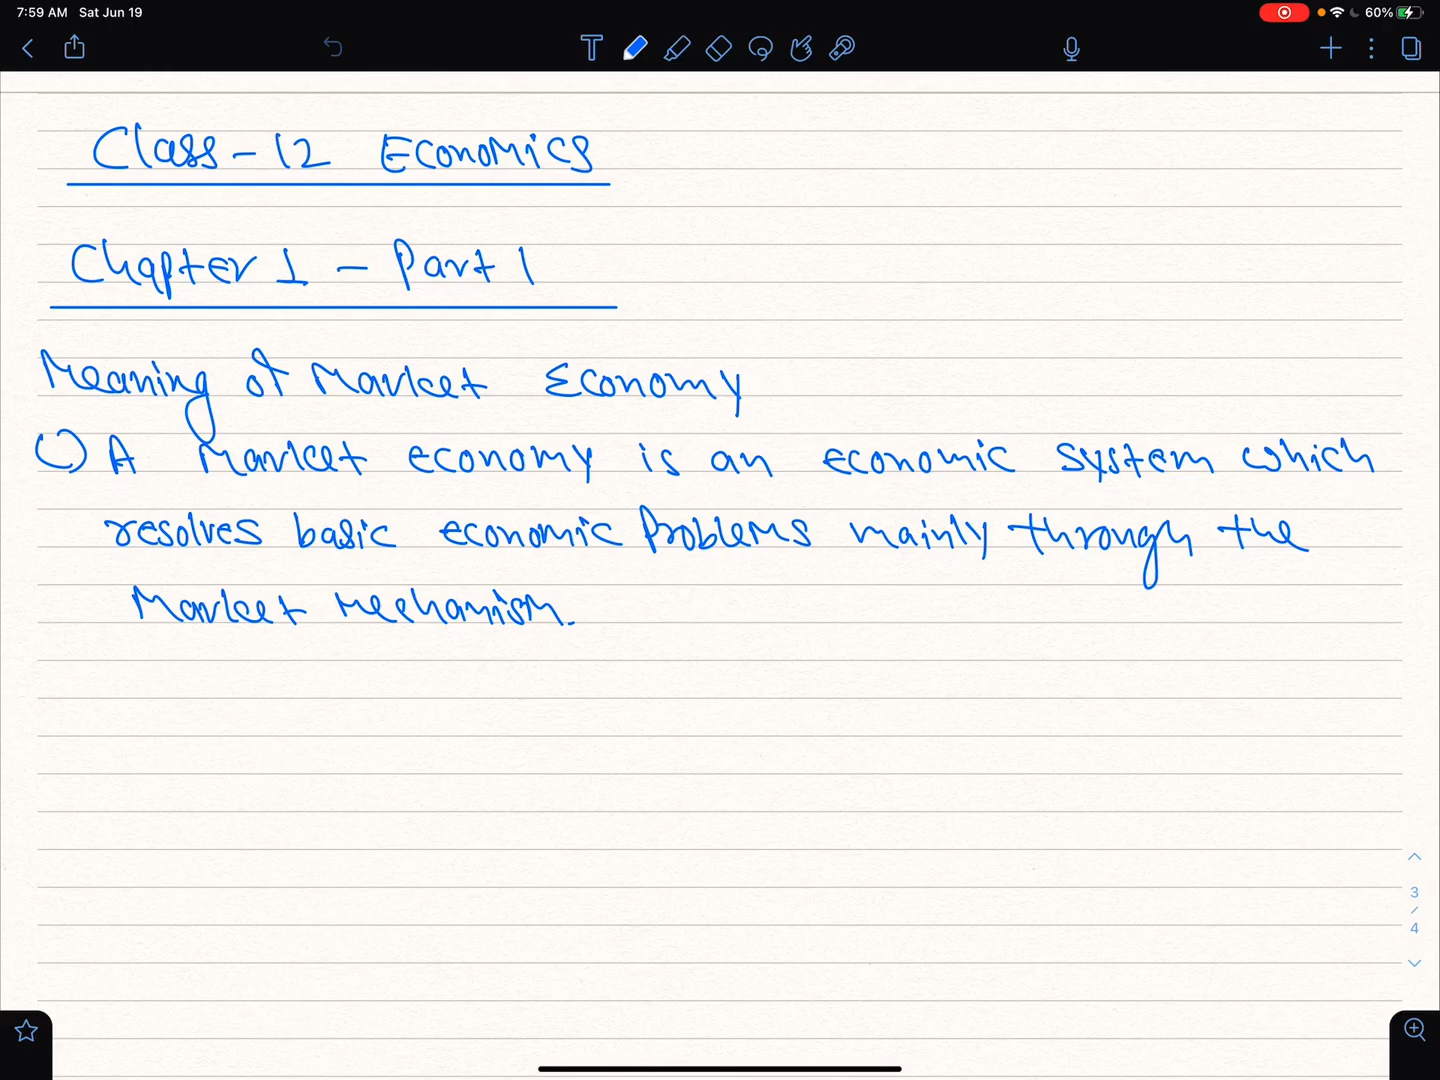 7:59 AM Sat Jun 19
60%
T
Class-12 Economics
Chapter 1 - Part 1
Meaning of Market Economy
A Market economy is an economic system which
resolves basic economic Problems mainly through the
Market Mechanism.
3
/
4